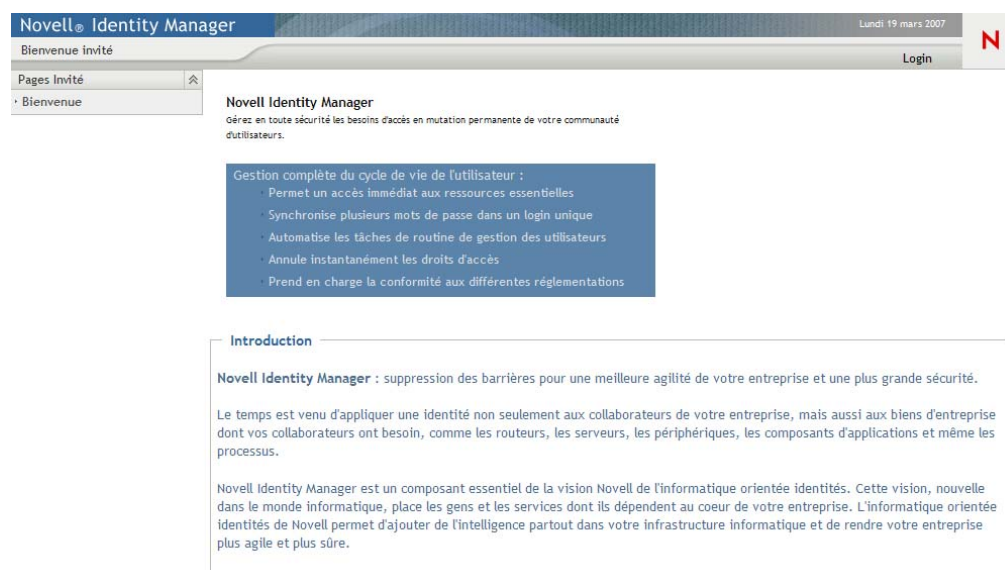 Novell® Identity Manager
Lundi 19 mars 2007
N
Bienvenue invité
Login
Pages Invité
Bienvenue
Novell Identity Manager
Gérez en toute sécurité les besoins d'accès en mutation permanente de votre communauté
d'utilisateurs.
Gestion complète du cycle de vie de l'utilisateur :
Permet un accès immédiat aux ressources essentielles
Synchronise plusieurs mots de passe dans un login unique
Automatise les tâches de routine de gestion des utilisateurs
Annule instantanément les droits d'accès
Prend en charge la conformité aux différentes réglementations
Introduction
Novell Identity Manager : suppression des barrières pour une meilleure agilité de votre entreprise et une plus grande sécurité.
Le temps est venu d'appliquer une identité non seulement aux collaborateurs de votre entreprise, mais aussi aux biens d'entreprise
dont vos collaborateurs ont besoin, comme les routeurs, les serveurs, les périphériques, les composants d'applications et même les
processus.
Novell Identity Manager est un composant essentiel de la vision Novell de l'informatique orientée identités. Cette vision, nouvelle
dans le monde informatique, place les gens et les services dont ils dépendent au coeur de votre entreprise. L'informatique orientée
identités de Novell permet d'ajouter de l'intelligence partout dans votre infrastructure informatique et de rendre votre entreprise
plus agile et plus sûre.